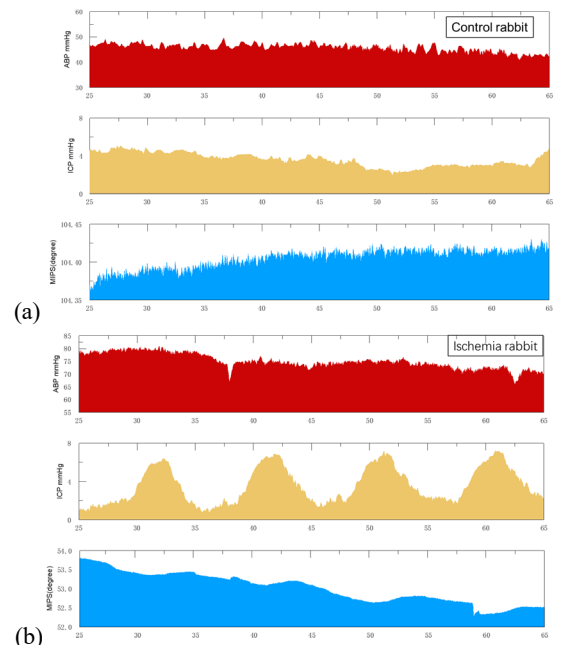 Control rabbit
ABP mmHg
60
50
40
30
25 30 35 40 45 50 55 60 65
ICP mmHg
8
4
0
25 30 35 40 45 50 55 60 65
MIPS(degree)
104.45
104.40
104.35
25 30 35 40 45 50 55 60 65
(a)
Ischemia rabbit
ABP mmHg
85
80
75
70
65
60
55
25 30 35 40 45 50 55 60 65
ICP mmHg
8
4
0
25 30 35 40 45 50 55 60 65
MIPS(degree)
54.0
53.5
53.0
52.5
52.0
25 30 35 40 45 50 55 60 65
(b)